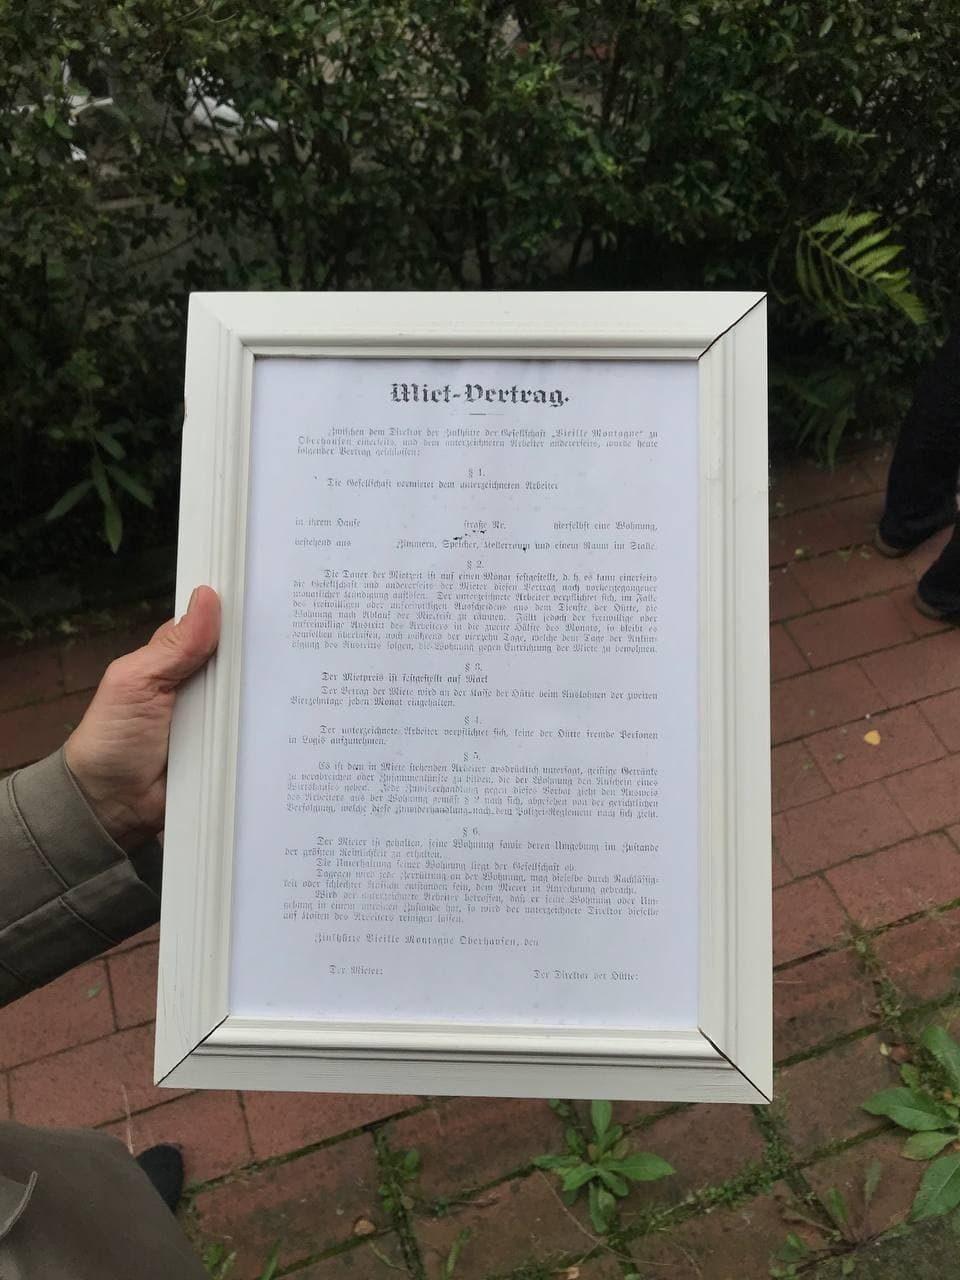 Miet-Vertrag.
Zwischen dem Direktor der Zinkhütte der Gesellschaft „Vieille Montagne“ zu
Oberhausen einerseits, und dem unterzeichneten Arbeiter andererseits, wurde heute
folgender Vertrag geschlossen:
§ 1.
Die Gesellschaft vermietet dem unterzeichneten Arbeiter
in ihrem Hause straße Nr. hierselbst eine Wohnung,
bestehend aus Zimmern, Speicher, Kellerraum und einem Raum im Stalle.
§ 2.
Die Dauer der Mietzeit ist auf einen Monat festgestellt, d. h. es kann einerseits
die Gesellschaft und andererseits der Mieter diesen Vertrag nach vorhergegangener
monatlicher Kündigung auflösen. Der unterzeichnete Arbeiter verpflichtet sich, im Falle
des freiwilligen oder unfreiwilligen Ausscheidens aus dem Dienste der Hütte, die
Wohnung nach Ablauf der Mietfrist zu räumen. Fällt jedoch der freiwillige oder
unfreiwillige Austritt des Arbeiters in die zweite Hälfte des Monats, so bleibt es
demselben überlassen, noch während der vierzehn Tage, welche dem Tage der Ankün-
digung des Austritts folgen, die Wohnung gegen Entrichtung der Miete zu bewohnen.
§ 3.
Der Mietpreis ist festgestellt auf Mark
Der Betrag der Miete wird an der Kasse der Hütte beim Auslohnen der zweiten
Vierzehntage jeden Monat eingehalten.
§ 4.
Der unterzeichnete Arbeiter verpflichtet sich, keine der Hütte fremde Personen
in Logis aufzunehmen.
§ 5.
Es ist dem in Miete stehenden Arbeiter ausdrücklich untersagt, geistige Getränke
zu verabreichen oder Zusammenkünfte zu bilden, die der Wohnung den Anschein eines
Wirtshauses geben. Jede Zuwiderhandlung gegen dieses Verbot zieht den Ausweis
des Arbeiters aus der Wohnung gemäß § 2 nach sich, abgesehen von der gerichtlichen
Verfolgung, welche diese Zuwiderhandlung nach dem Polizei-Reglement nach sich zieht.
§ 6.
Der Mieter ist gehalten, seine Wohnung sowie deren Umgebung im Zustande
der größten Reinlichkeit zu erhalten.
Die Unterhaltung seiner Wohnung liegt der Gesellschaft ob.
Dagegen wird jede Zerrüttung an der Wohnung, mag dieselbe durch Nachlässig-
keit oder schlechter Aufsicht entstanden sein, dem Mieter in Anrechnung gebracht.
Wird der unterzeichnete Arbeiter betroffen, daß er seine Wohnung oder Um-
gebung in einem unreinen Zustande hat, so wird der unterzeichnete Direktor dieselbe
auf Kosten des Arbeiters reinigen lassen.
Zinkhütte Vieille Montagne Oberhausen, den
Der Mieter: Der Direktor der Hütte: